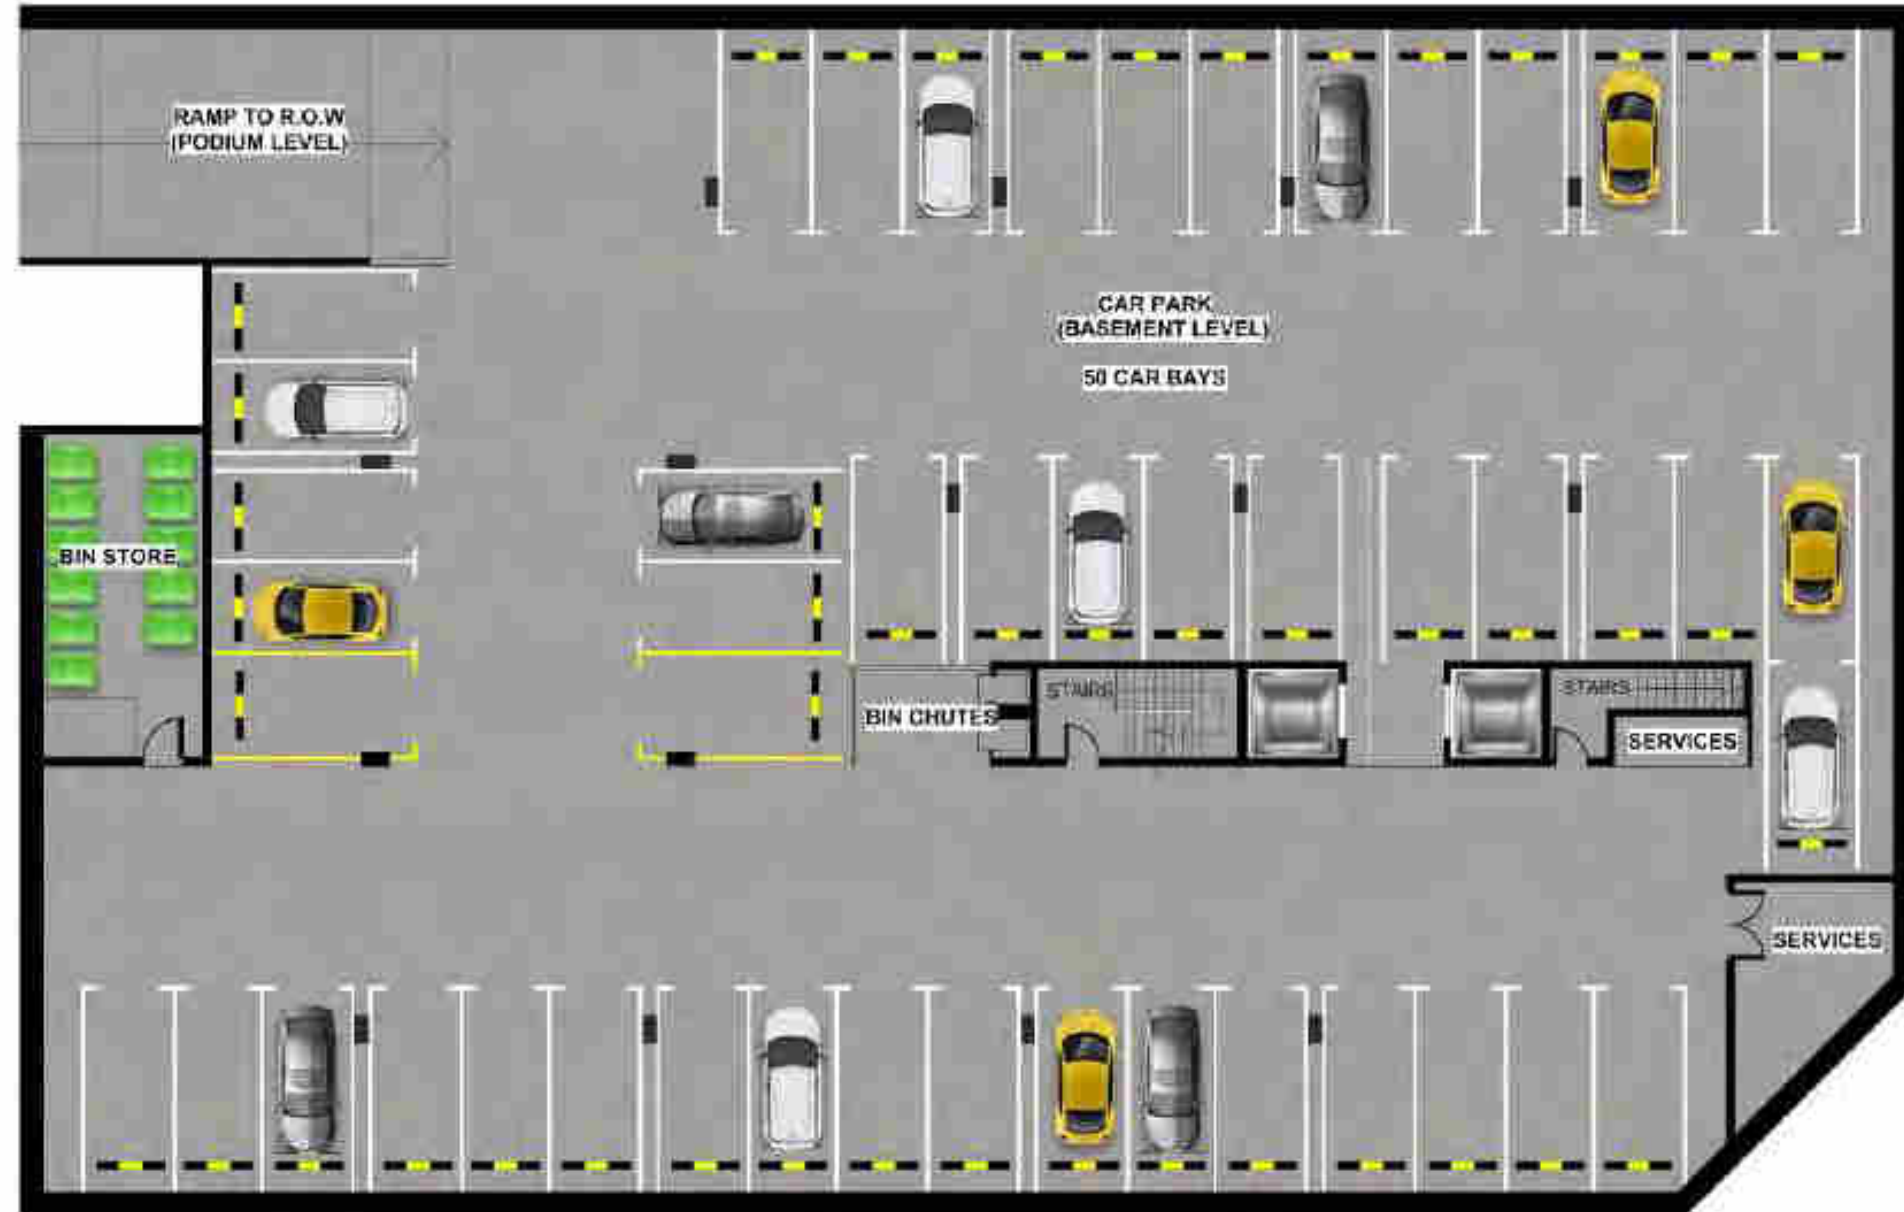 RAMP TO R.O.W
(PODIUM LEVEL)
CAR PARK
(BASEMENT LEVEL)
50 CAR BAYS
BIN STORE
STAIRS
BIN CHUTES
STAIRS
SERVICES
SERVICES